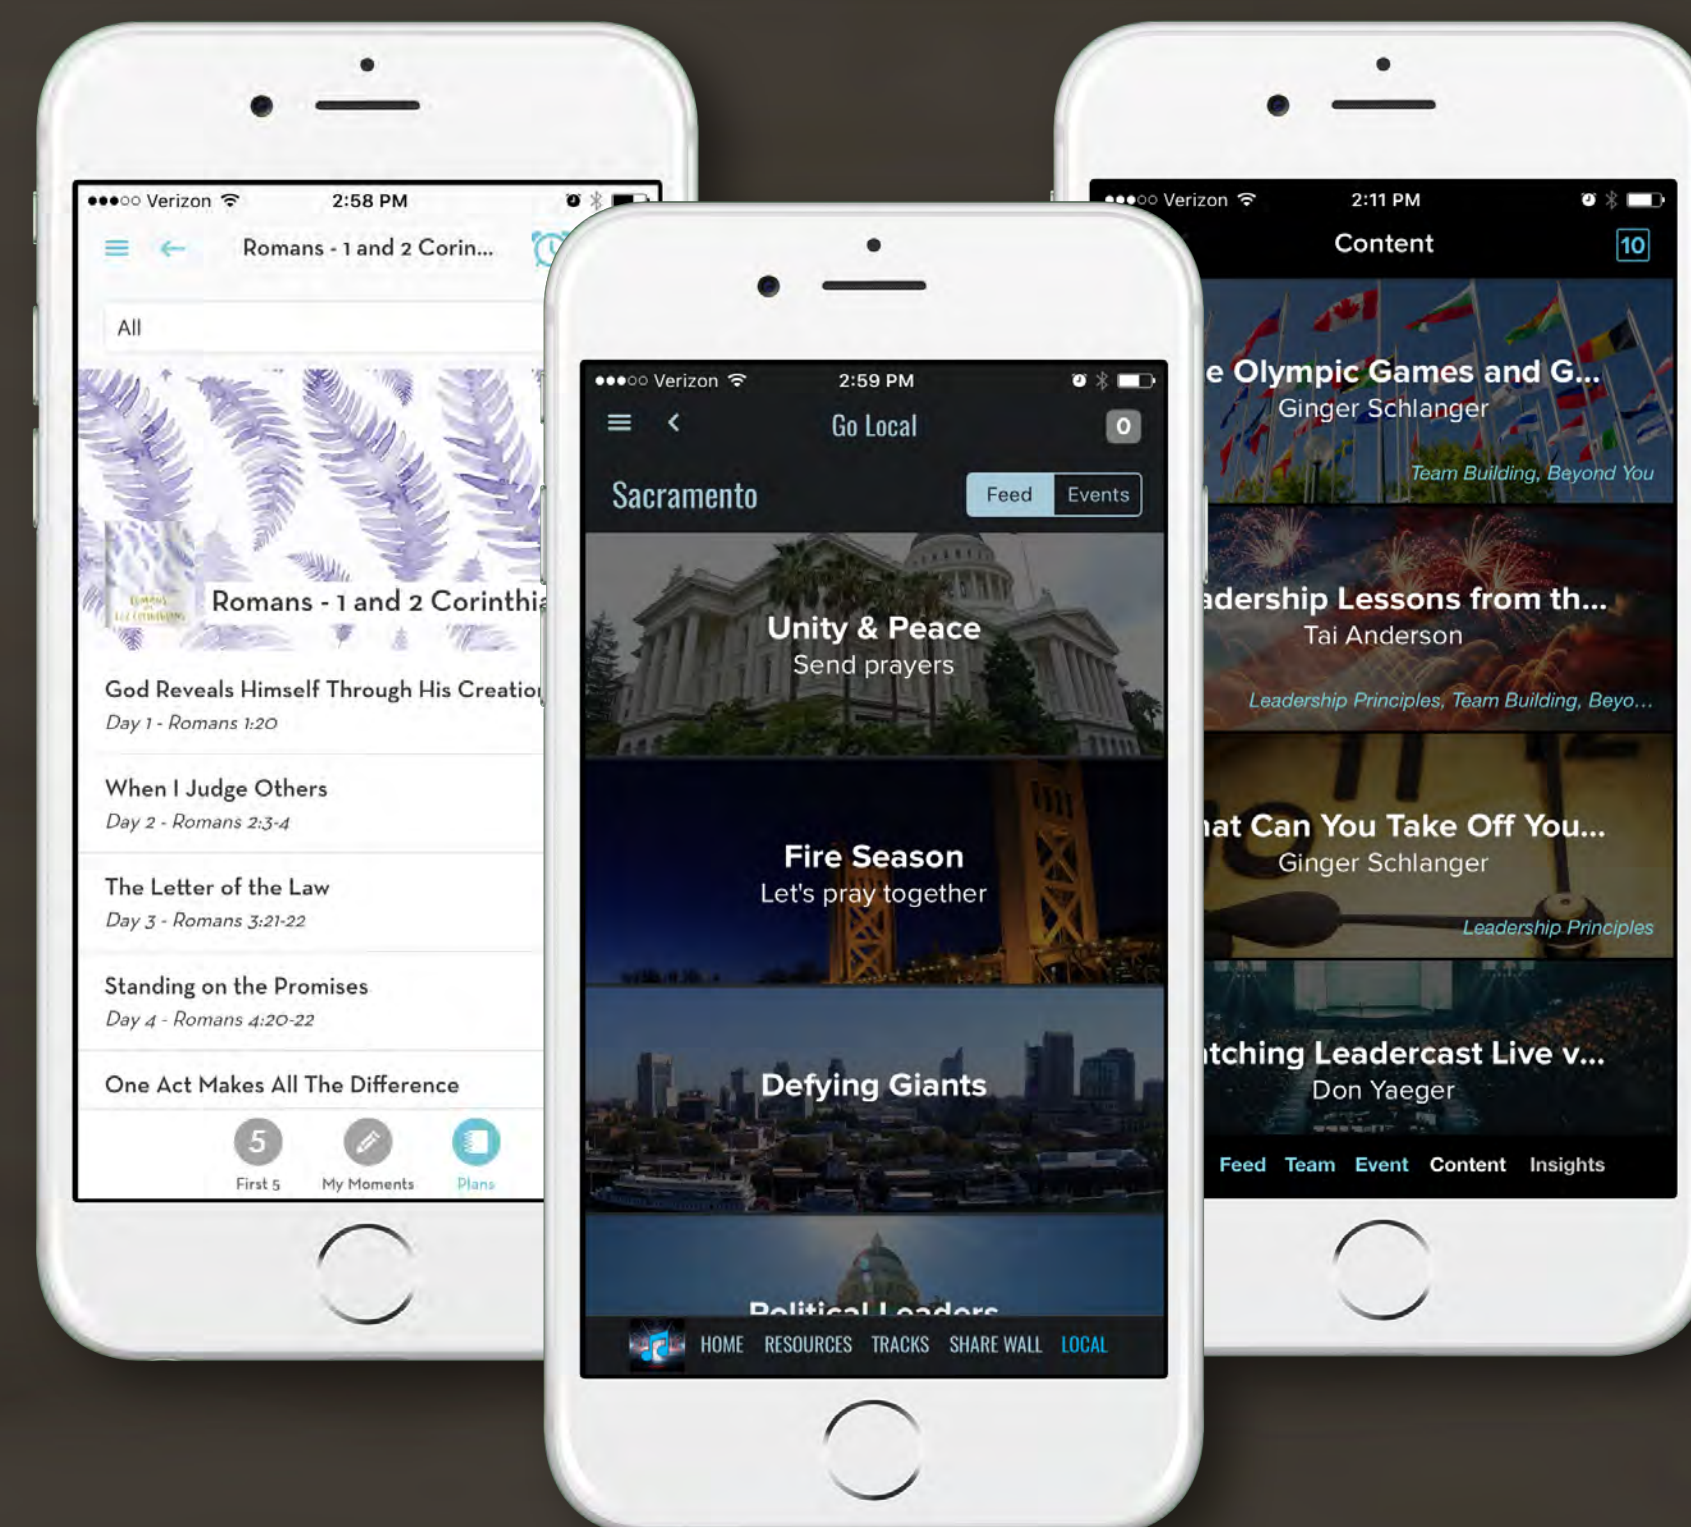 ●●●○○ Verizon 2:58 PM
Romans - 1 and 2 Corin...
All
ROMANS
Romans - 1 and 2 Corinthia
God Reveals Himself Through His Creation
Day 1 - Romans 1:20
When I Judge Others
Day 2 - Romans 2:3-4
The Letter of the Law
Day 3 - Romans 3:21-22
Standing on the Promises
Day 4 - Romans 4:20-22
One Act Makes All The Difference
5
First 5 My Moments Plans
●●●○○ Verizon 2:59 PM
Go Local 0
Sacramento Feed Events
Unity & Peace
Send prayers
Fire Season
Let's pray together
Defying Giants
Political Leaders
HOME RESOURCES TRACKS SHARE WALL LOCAL
●●●○○ Verizon 2:11 PM
Content 10
e Olympic Games and G...
Ginger Schlanger
Team Building, Beyond You
adership Lessons from th...
Tai Anderson
Leadership Principles, Team Building, Beyo...
at Can You Take Off You...
Ginger Schlanger
Leadership Principles
tching Leadercast Live v...
Don Yaeger
Feed Team Event Content Insights